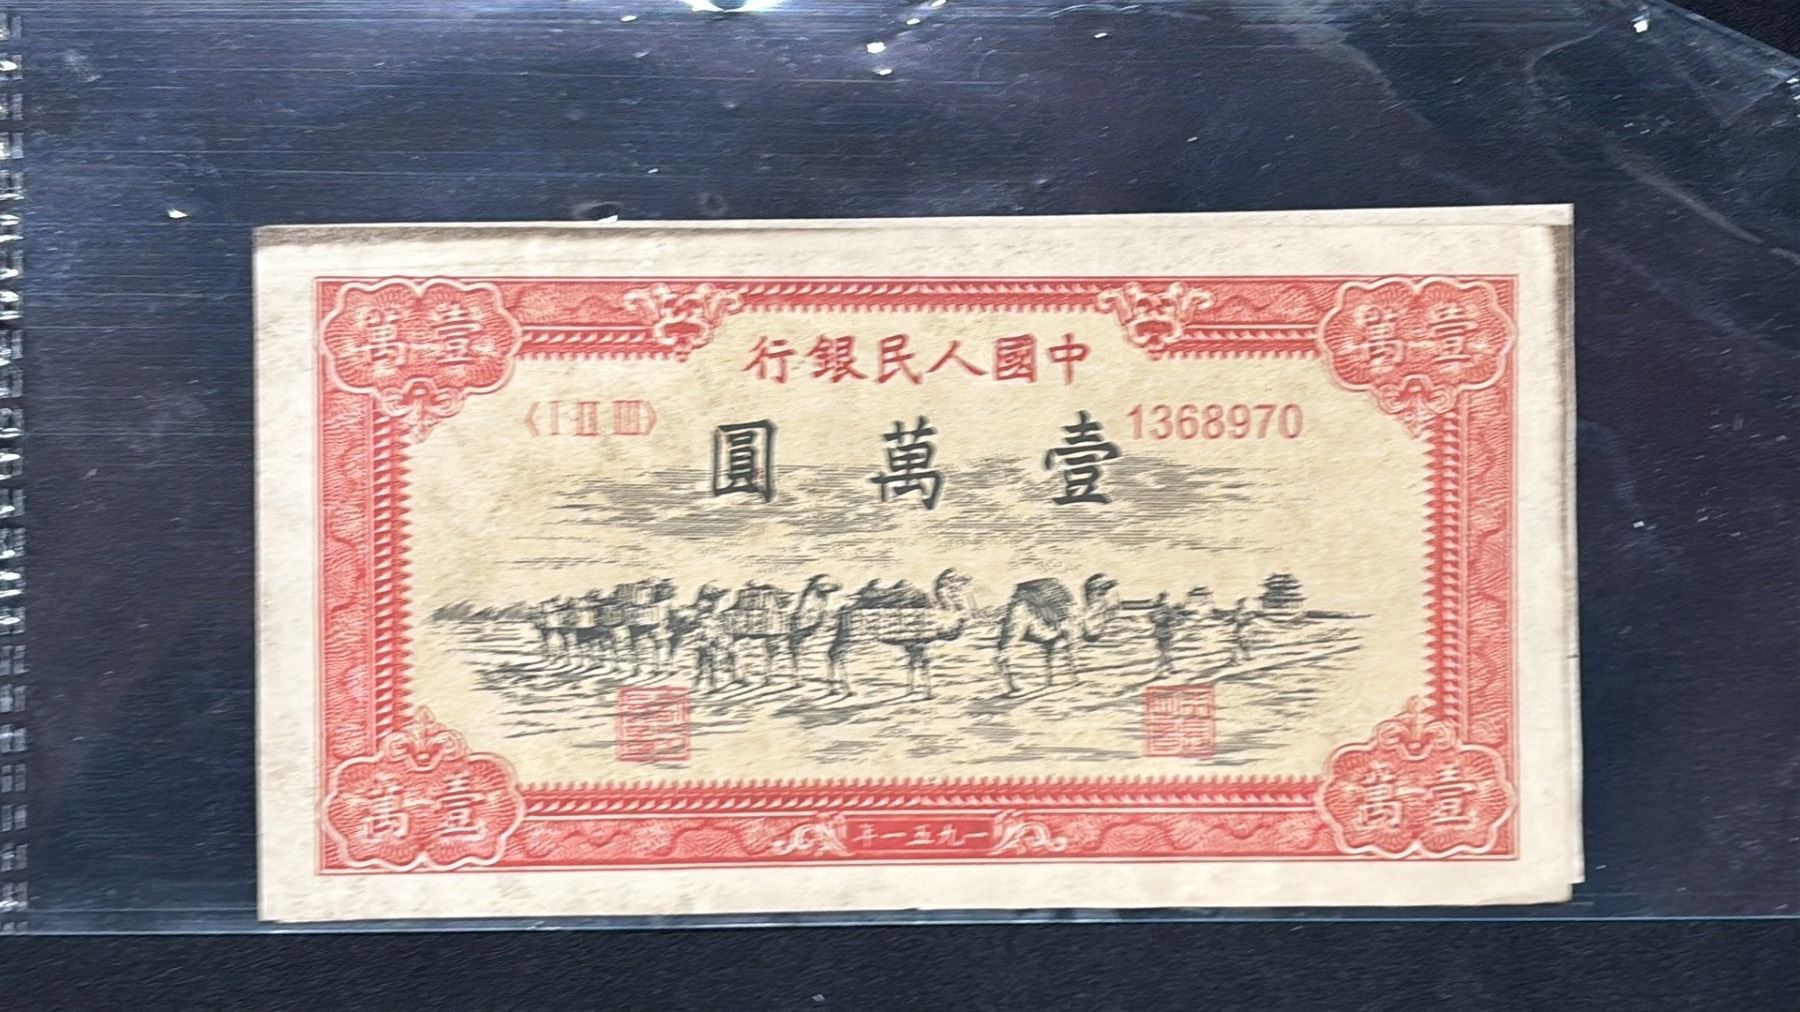 壹萬
壹萬
中國人民銀行
〈Ⅰ Ⅱ Ⅲ〉
1368970
壹萬圓
壹萬
壹萬
一九五一年